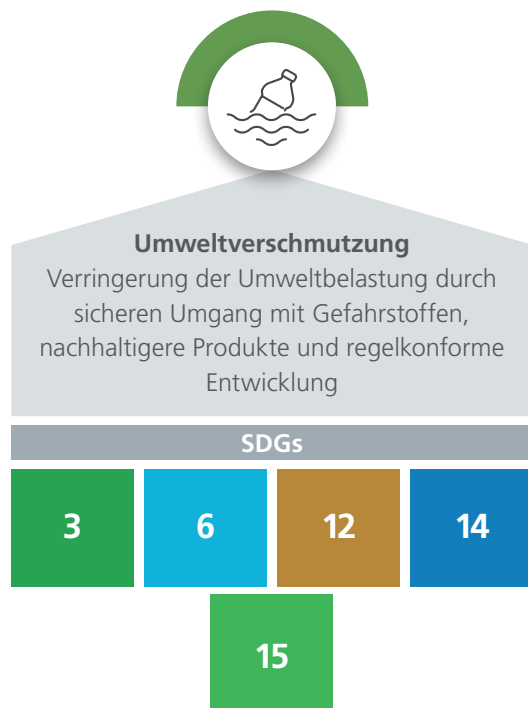 Umweltverschmutzung
Verringerung der Umweltbelastung durch
sicheren Umgang mit Gefahrstoffen,
nachhaltigere Produkte und regelkonforme
Entwicklung
SDGs
3 6 12 14
15